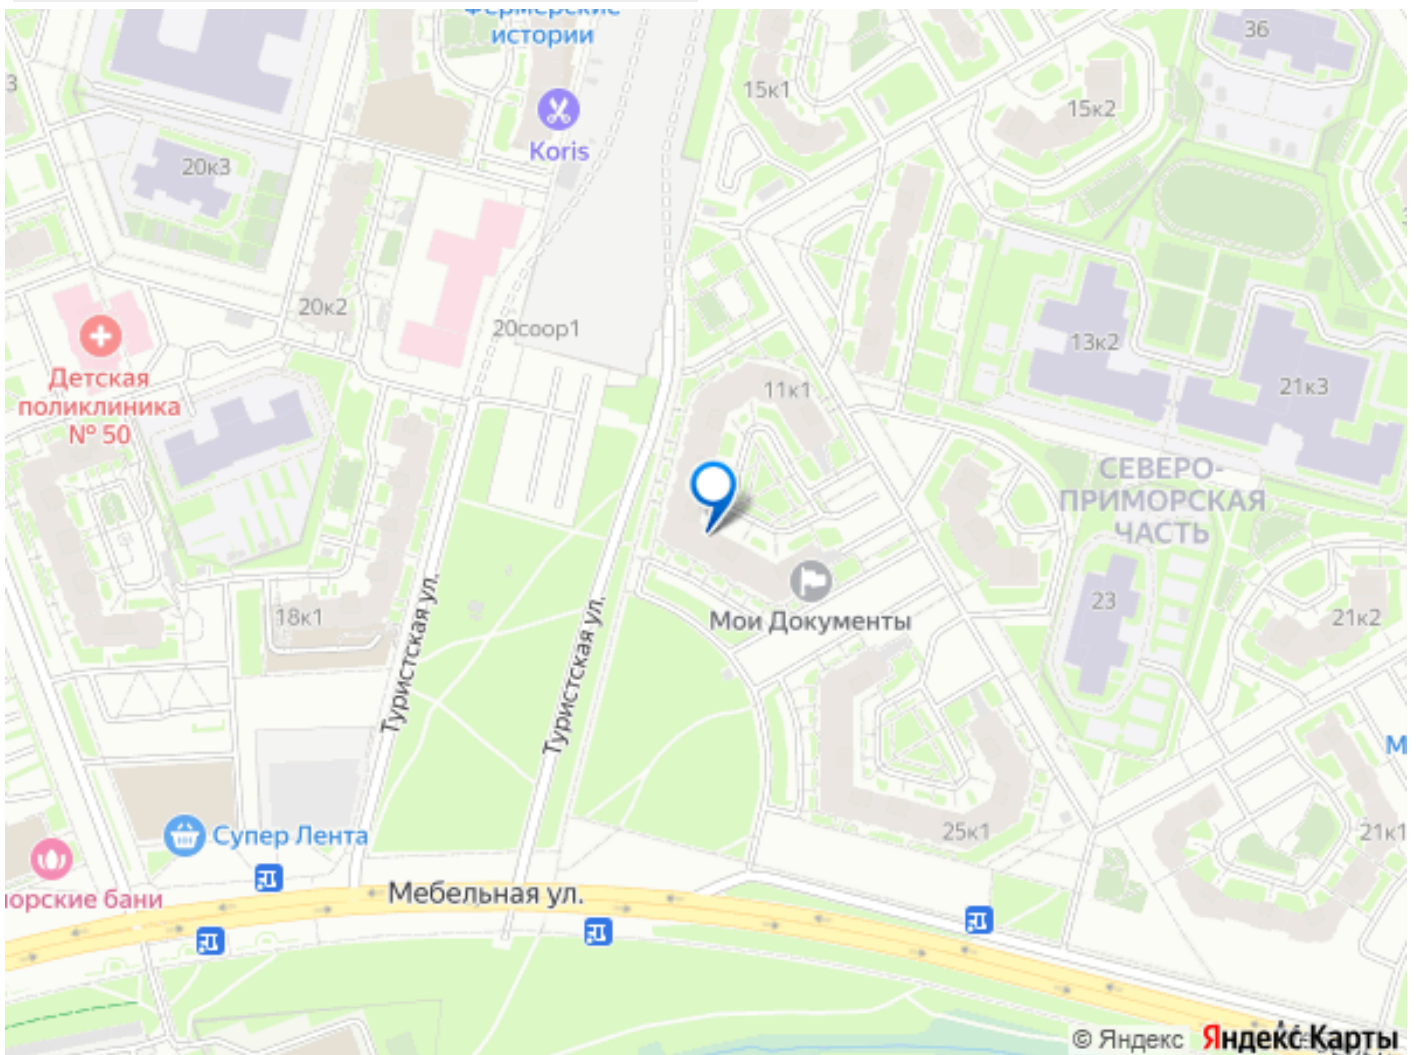 Фермерские
истории
36
15к1
15к2
3
Koris
20к3
20к2
20соор1
13к2
Детская
поликлиника
№ 50
11к1
21к3
СЕВЕРО-
ПРИМОРСКАЯ
ЧАСТЬ
Мои Документы
23
18к1
21к2
Туристская ул.
Туристская ул.
М
Супер Лента
25к1
21к1
Мебельная ул.
орские бани
© Яндекс Яндекс Карты